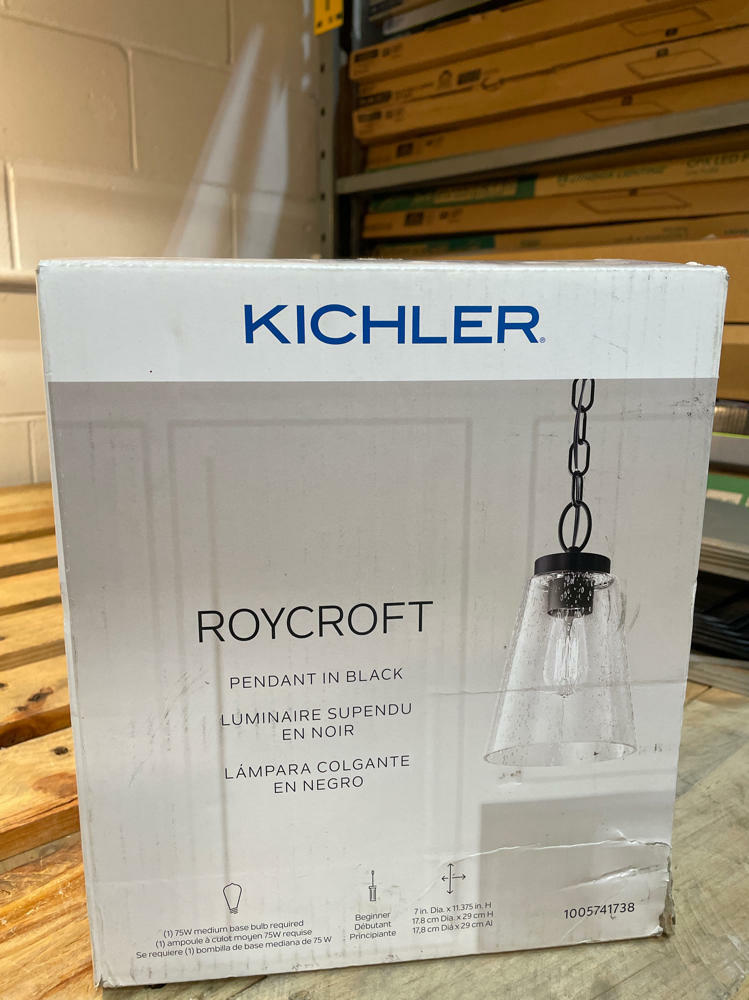 KICHLER®
ROYCROFT
PENDANT IN BLACK
LUMINAIRE SUPENDU
EN NOIR
LÁMPARA COLGANTE
EN NEGRO
(1) 75W medium base bulb required
(1) ampoule à culot moyen 75W requise
Se requiere (1) bombilla de base mediana de 75 W
Beginner
Débutant
Principiante
7 in. Dia. x 11.375 in. H
17.8 cm Dia. x 29 cm H
17,8 cm Diá x 29 cm Al
1005741738